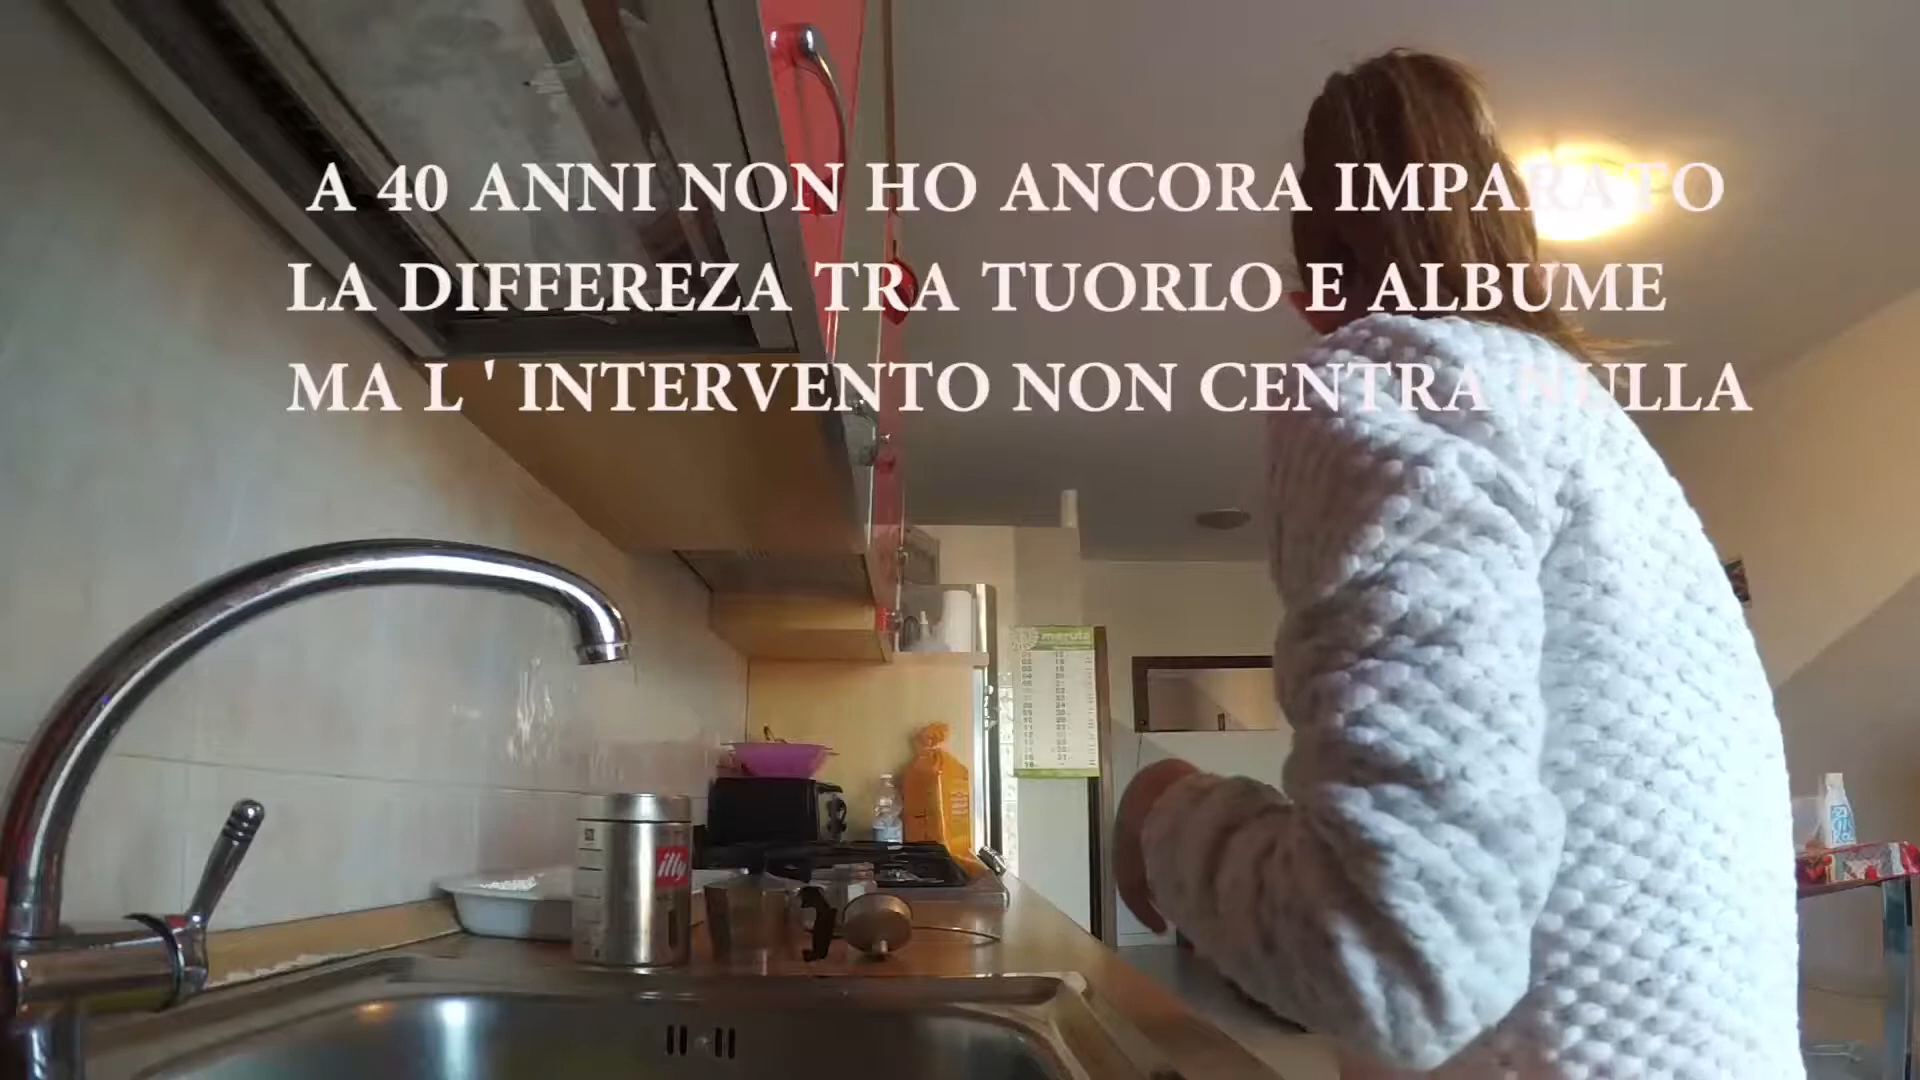 A 40 ANNI NON HO ANCORA IMPARATO
LA DIFFEREZA TRA TUORLO E ALBUME
MA L ' INTERVENTO NON CENTRA NULLA
illy